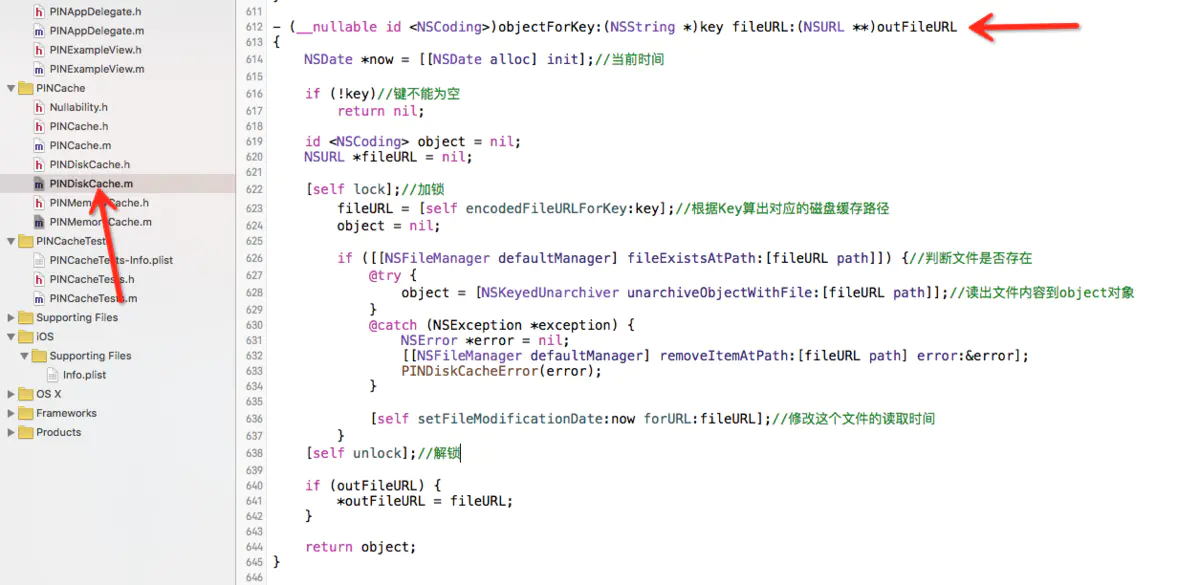 PINAppDelegate.h
PINAppDelegate.m
PINExampleView.h
PINExampleView.m
PINCache
Nullability.h
PINCache.h
PINCache.m
PINDiskCache.h
PINDiskCache.m
PINMemoryCache.h
PINMemoryCache.m
PINCacheTests
PINCacheTests-Info.plist
PINCacheTests.h
PINCacheTests.m
Supporting Files
iOS
Supporting Files
Info.plist
OS X
Frameworks
Products
611
612 - (__nullable id <NSCoding>)objectForKey:(NSString *)key fileURL:(NSURL **)outFileURL
613 {
614 NSDate *now = [[NSDate alloc] init];//当前时间
615
616 if (!key)//键不能为空
617 return nil;
618
619 id <NSCoding> object = nil;
620 NSURL *fileURL = nil;
621
622 [self lock];//加锁
623 fileURL = [self encodedFileURLForKey:key];//根据Key算出对应的磁盘缓存路径
624 object = nil;
625
626 if ([[NSFileManager defaultManager] fileExistsAtPath:[fileURL path]]) {//判断文件是否存在
627 @try {
628 object = [NSKeyedUnarchiver unarchiveObjectWithFile:[fileURL path]];//读出文件内容到object对象
629 }
630 @catch (NSException *exception) {
631 NSError *error = nil;
632 [[NSFileManager defaultManager] removeItemAtPath:[fileURL path] error:&error];
633 PINDiskCacheError(error);
634 }
635
636 [self setFileModificationDate:now forURL:fileURL];//修改这个文件的读取时间
637 }
638 [self unlock];//解锁
639
640 if (outFileURL) {
641 *outFileURL = fileURL;
642 }
643
644 return object;
645 }
646